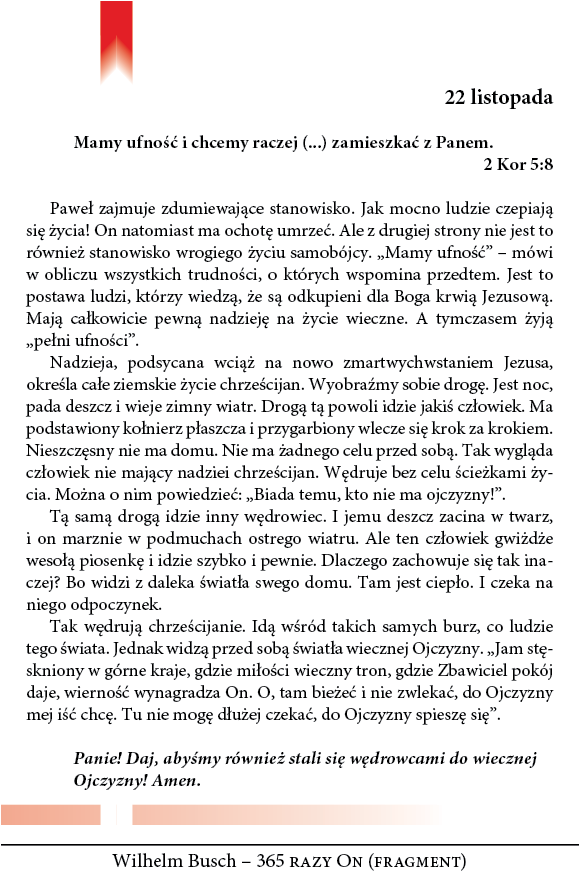 22 listopada
Mamy ufność i chcemy raczej (...) zamieszkać z Panem.
2 Kor 5:8
Paweł zajmuje zdumiewające stanowisko. Jak mocno ludzie czepiają
się życia! On natomiast ma ochotę umrzeć. Ale z drugiej strony nie jest to
również stanowisko wrogiego życiu samobójcy. „Mamy ufność” – mówi
w obliczu wszystkich trudności, o których wspomina przedtem. Jest to
postawa ludzi, którzy wiedzą, że są odkupieni dla Boga krwią Jezusową.
Mają całkowicie pewną nadzieję na życie wieczne. A tymczasem żyją
„pełni ufności”.
Nadzieja, podsycana wciąż na nowo zmartwychwstaniem Jezusa,
określa całe ziemskie życie chrześcijan. Wyobraźmy sobie drogę. Jest noc,
pada deszcz i wieje zimny wiatr. Drogą tą powoli idzie jakiś człowiek. Ma
podstawiony kołnierz płaszcza i przygarbiony wlecze się krok za krokiem.
Nieszczęsny nie ma domu. Nie ma żadnego celu przed sobą. Tak wygląda
człowiek nie mający nadziei chrześcijan. Wędruje bez celu ścieżkami ży-
cia. Można o nim powiedzieć: „Biada temu, kto nie ma ojczyzny!”.
Tą samą drogą idzie inny wędrowiec. I jemu deszcz zacina w twarz,
i on marznie w podmuchach ostrego wiatru. Ale ten człowiek gwiżdże
wesołą piosenkę i idzie szybko i pewnie. Dlaczego zachowuje się tak ina-
czej? Bo widzi z daleka światła swego domu. Tam jest ciepło. I czeka na
niego odpoczynek.
Tak wędrują chrześcijanie. Idą wśród takich samych burz, co ludzie
tego świata. Jednak widzą przed sobą światła wiecznej Ojczyzny. „Jam stę-
skniony w górne kraje, gdzie miłości wieczny tron, gdzie Zbawiciel pokój
daje, wierność wynagradza On. O, tam bieżeć i nie zwlekać, do Ojczyzny
mej iść chcę. Tu nie mogę dłużej czekać, do Ojczyzny spieszę się”.
Panie! Daj, abyśmy również stali się wędrowcami do wiecznej
Ojczyzny! Amen.
Wilhelm Busch – 365 RAZY ON (FRAGMENT)